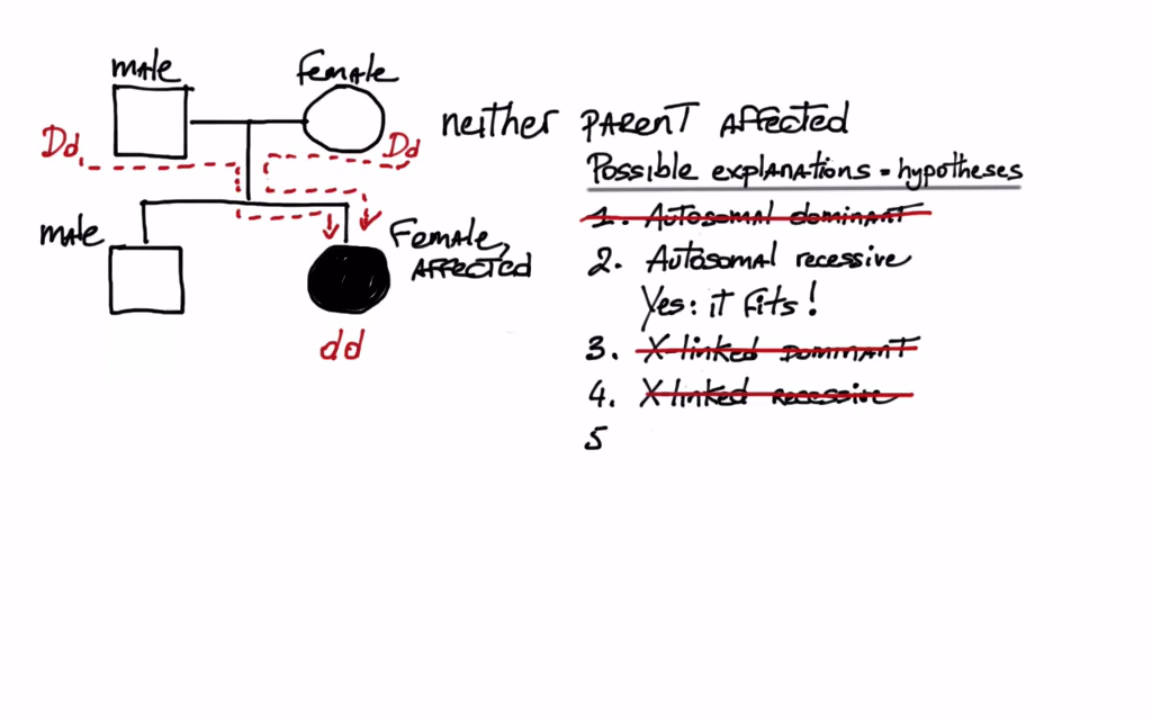 male
female
neither PARENT AFFected
Dd
Dd
Possible explanations = hypotheses
1. Autosomal dominant
male
Female,
AFFECTED
2. Autosomal recessive
Yes: it fits!
dd
3. X-linked DOMINANT
4. X-linked recessive
5